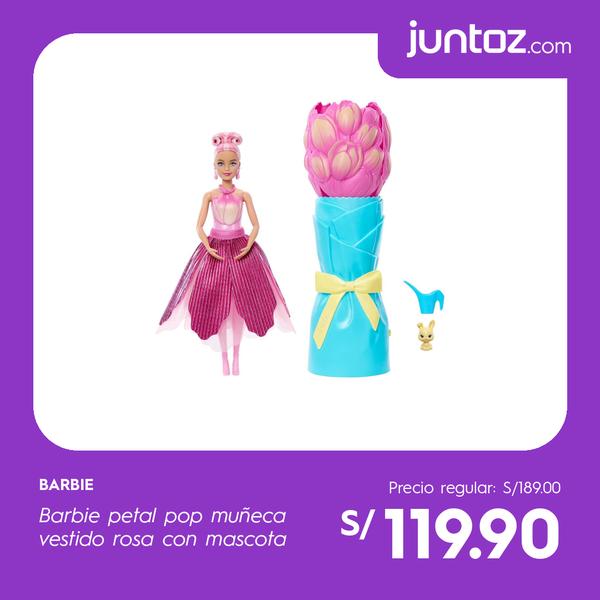 juntoz.com
BARBIE
Barbie petal pop muñeca
vestido rosa con mascota
Precio regular: S/189.00
S/119.90